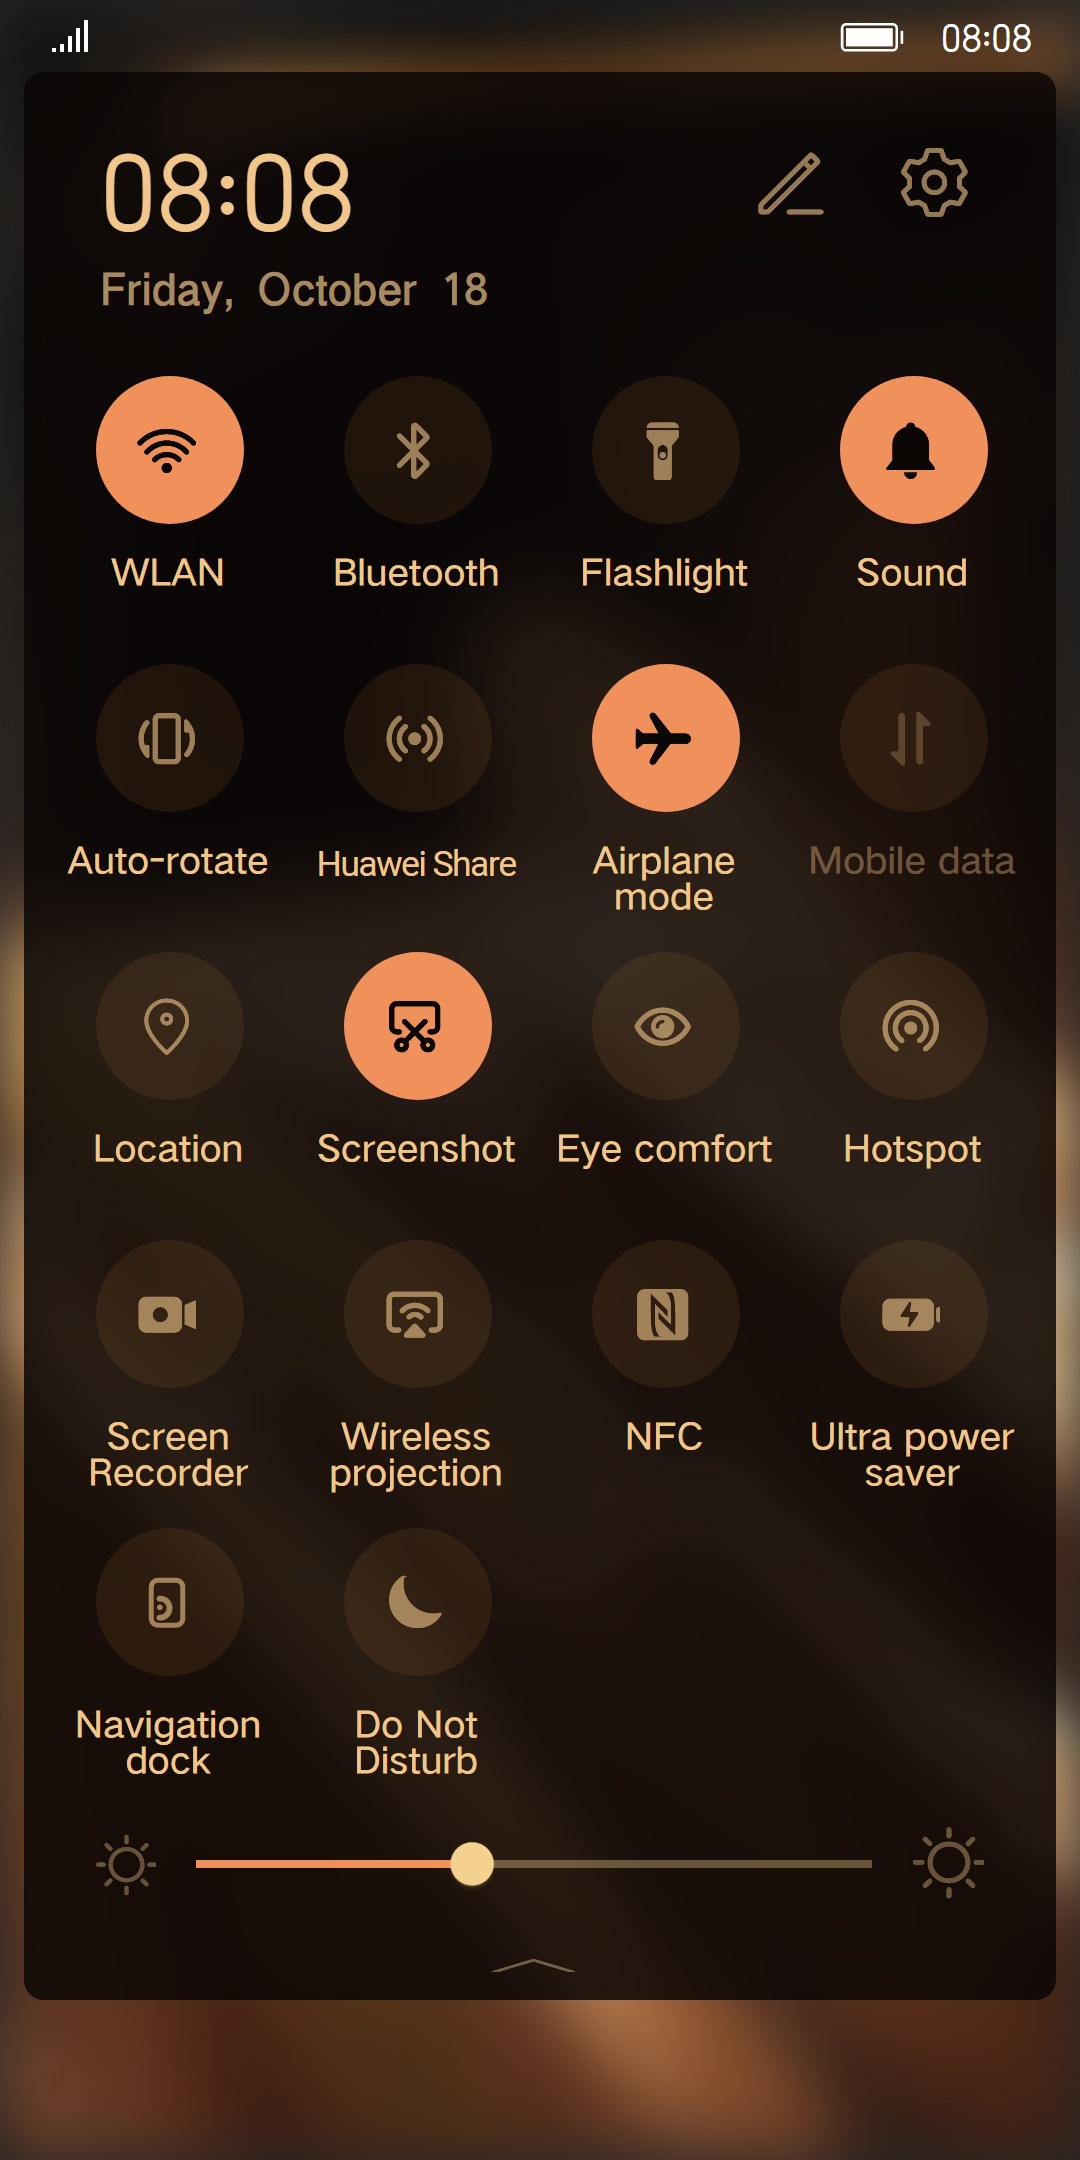 08:08
08:08
Friday, October 18
WLAN
Bluetooth
Flashlight
Sound
Auto-rotate
Huawei Share
Airplane
mode
Mobile data
Location
Screenshot
Eye comfort
Hotspot
Screen
Recorder
Wireless
projection
NFC
Ultra power
saver
Navigation
dock
Do Not
Disturb